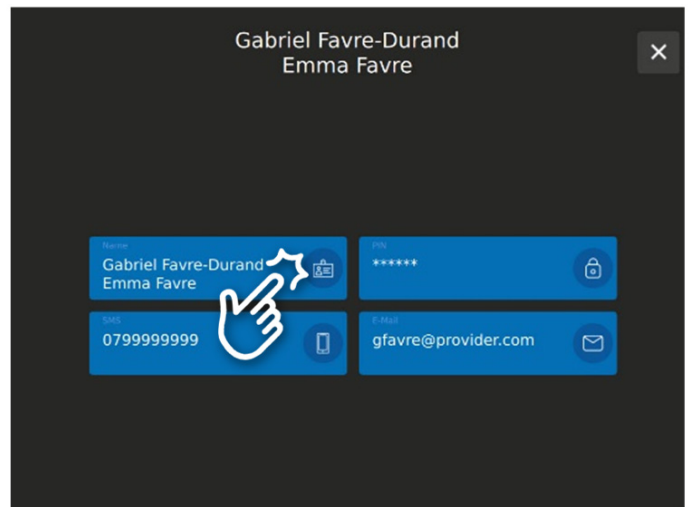 Gabriel Favre-Durand
Emma Favre
Name
Gabriel Favre-Durand
Emma Favre
PIN
******
SMS
0799999999
E-Mail
gfavre@provider.com